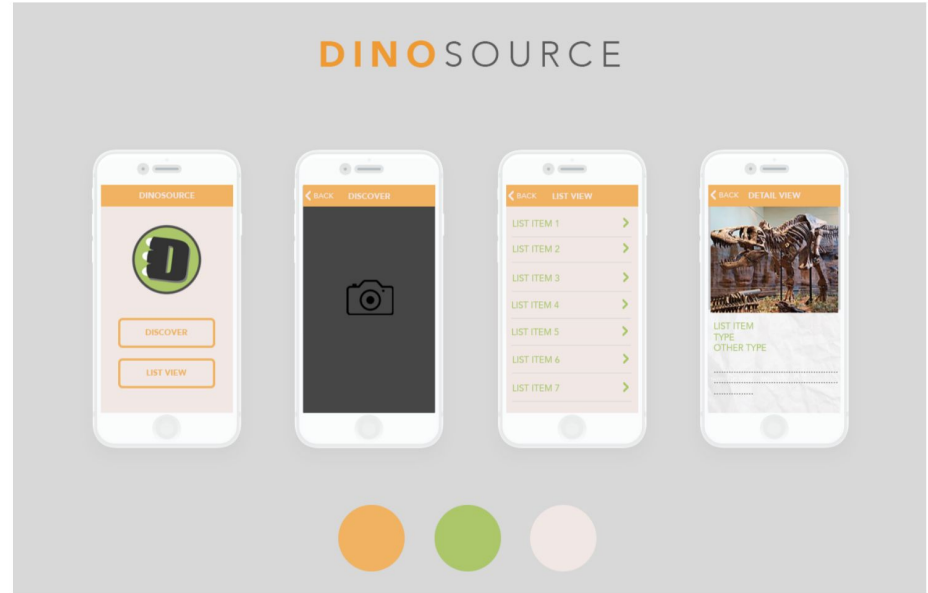 DINOSOURCE
DINOSOURCE
D
DISCOVER
LIST VIEW
BACK DISCOVER
BACK LIST VIEW
LIST ITEM 1
LIST ITEM 2
LIST ITEM 3
LIST ITEM 4
LIST ITEM 5
LIST ITEM 6
LIST ITEM 7
BACK DETAIL VIEW
LIST ITEM
TYPE
OTHER TYPE